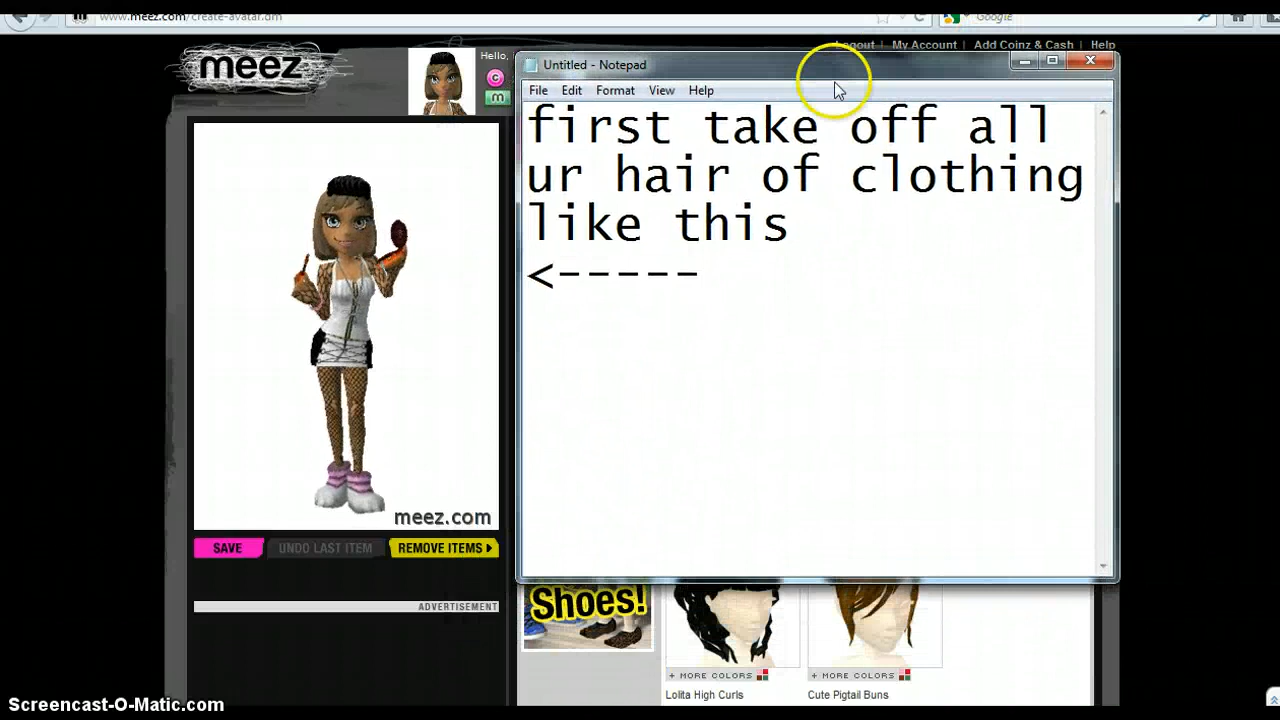 www.meez.com/create-avatar.dm
Google
meez
Hello,
Logout | My Account | Add Coinz & Cash | Help
Untitled - Notepad
File Edit Format View Help
first take off all
ur hair of clothing
like this
<-----
meez.com
SAVE
UNDO LAST ITEM
REMOVE ITEMS
ADVERTISEMENT
Shoes!
+ MORE COLORS
+ MORE COLORS
Lolita High Curls
Cute Pigtail Buns
Screencast-O-Matic.com